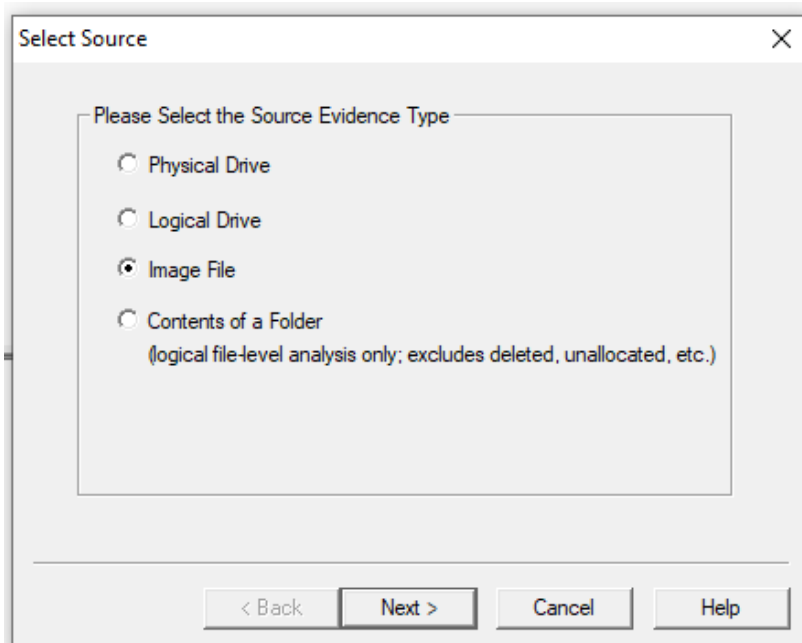 Select Source
Please Select the Source Evidence Type
Physical Drive
Logical Drive
Image File
Contents of a Folder
(logical file-level analysis only; excludes deleted, unallocated, etc.)
< Back Next > Cancel Help